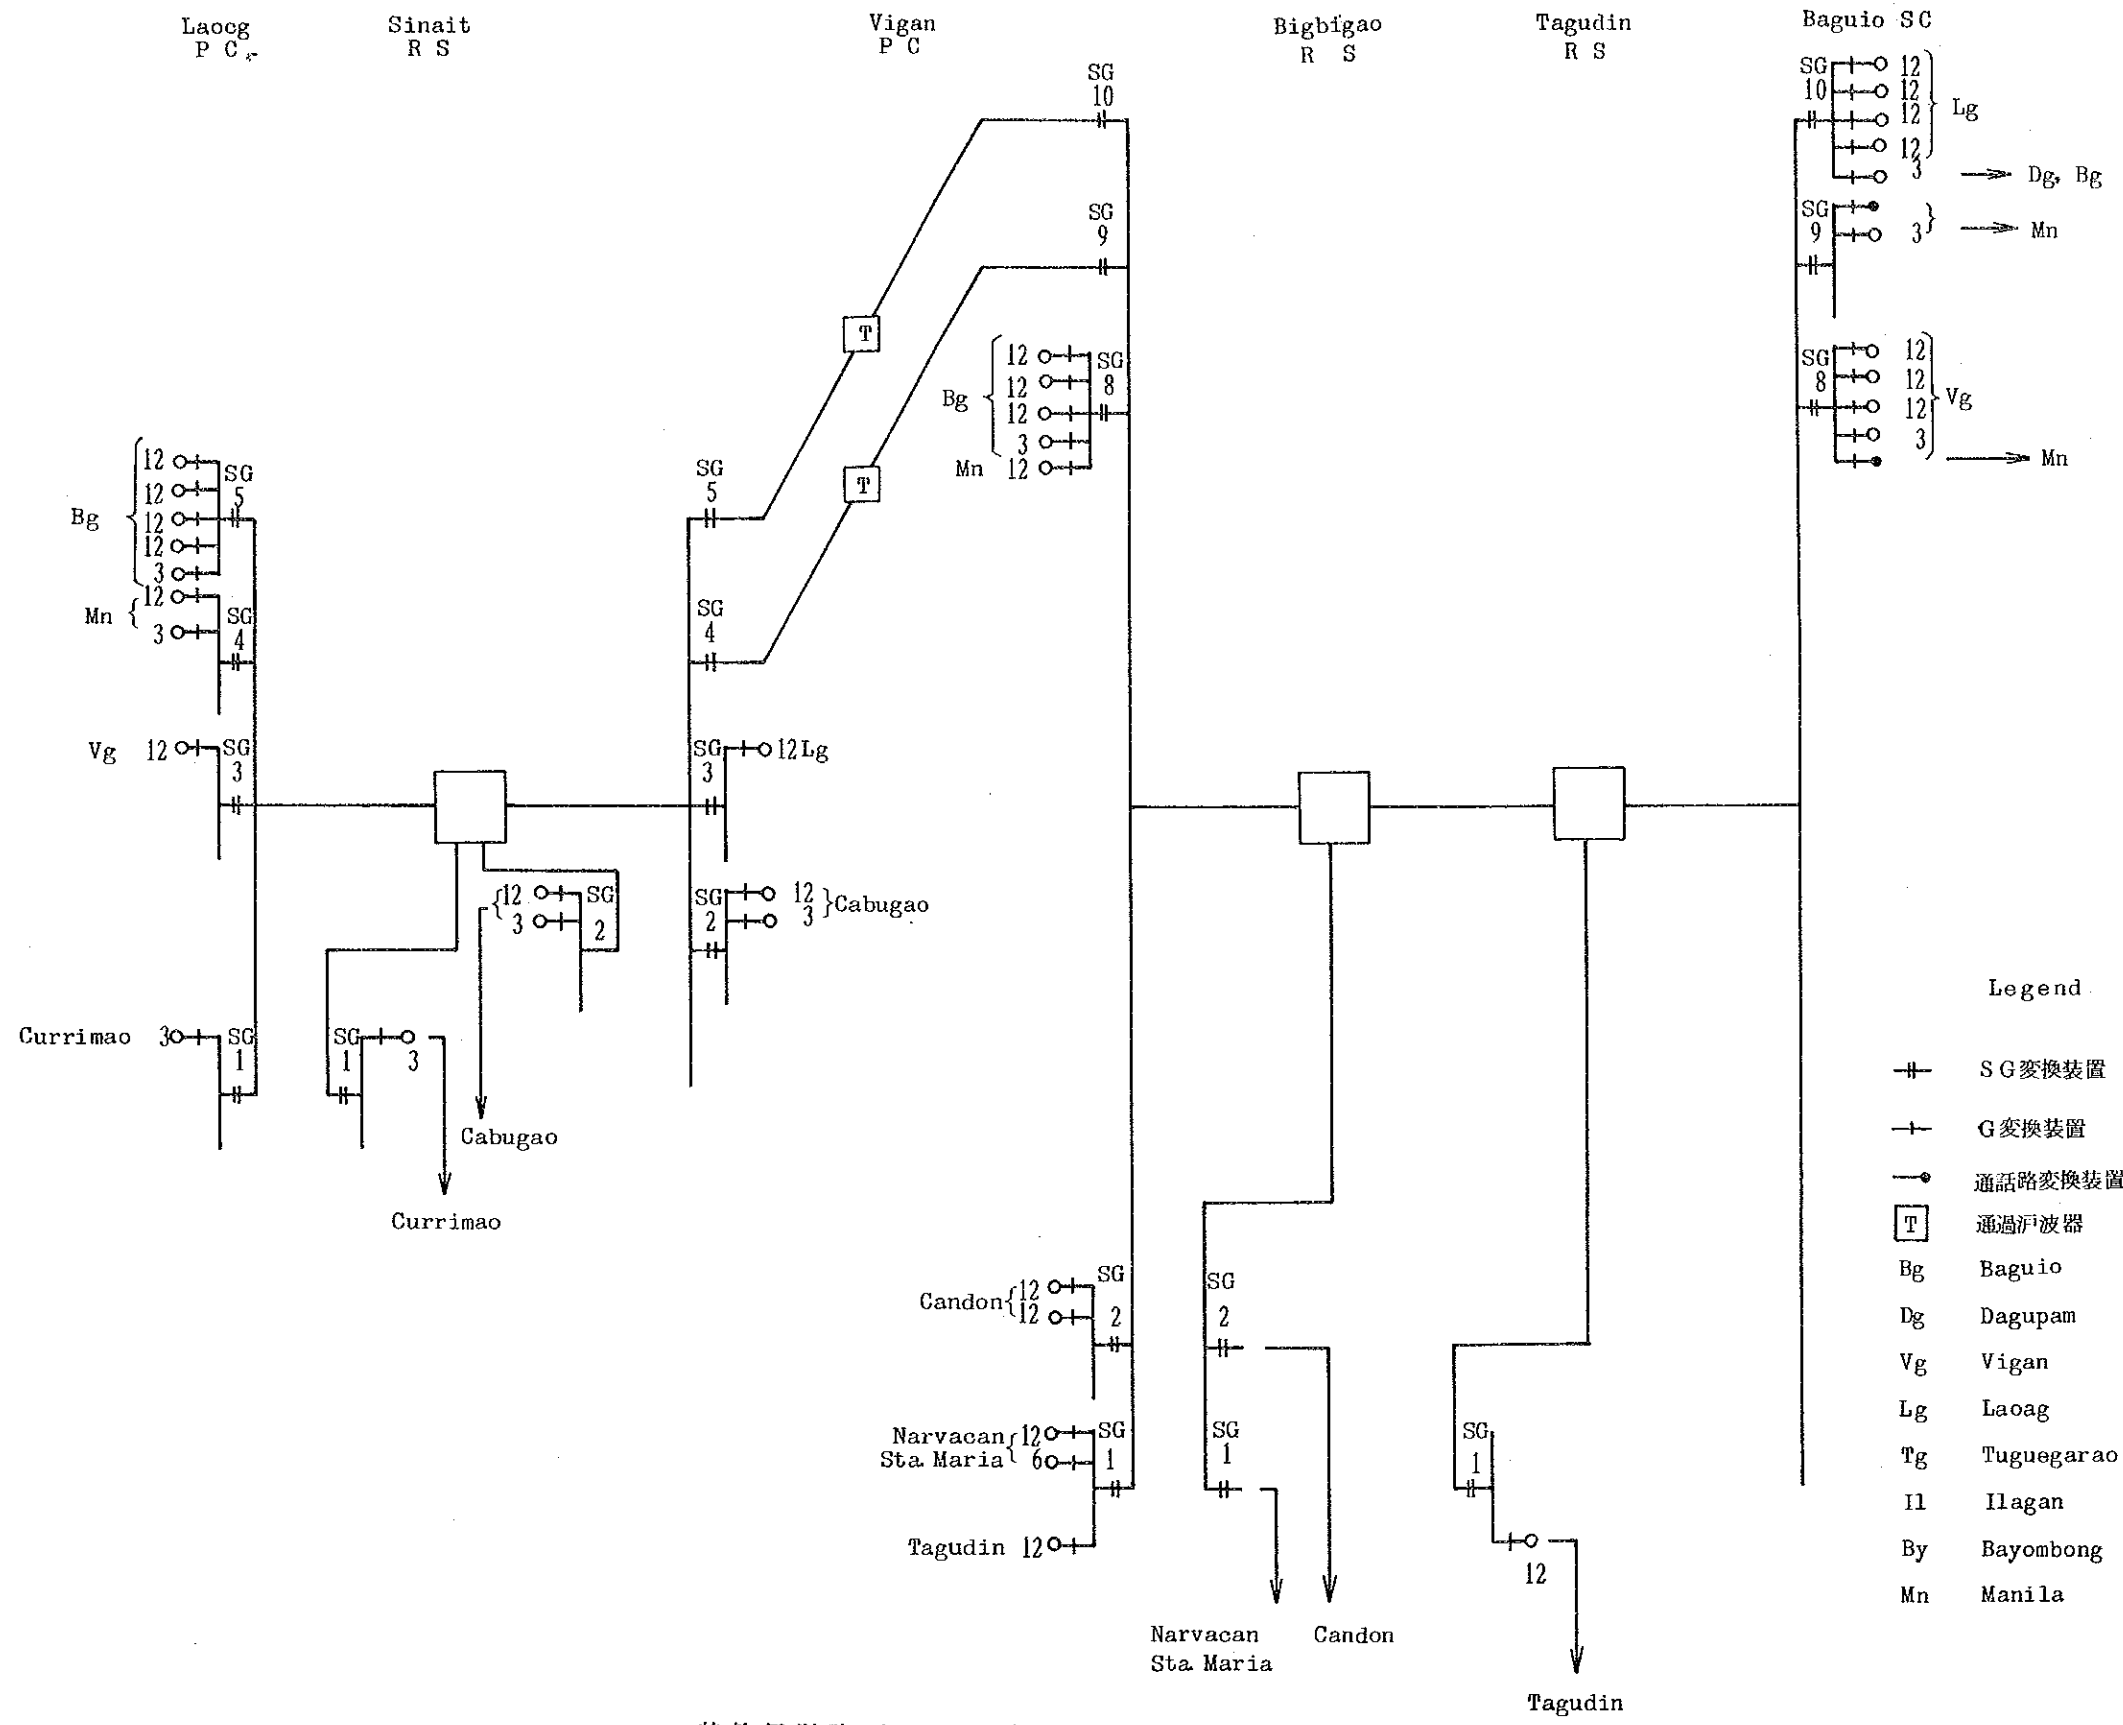 Laocg
P C
Sinait
R S
Vigan
P C
Bigbigao
R S
Tagudin
R S
Baguio SC
SG
10
SG
9
Bg
12
12
12
3
SG
8
Mn 12
SG
10
12
12
12
12
Lg
3
Dg, Bg
SG
9
3
Mn
SG
8
12
12
12
3
Vg
Mn
T
T
Bg
12
12
12
12
3
SG
5
Mn
12
3
SG
4
Vg 12
SG
3
Currimao 3
SG
1
SG
1
3
Currimao
12
3
SG
2
Cabugao
SG
5
SG
4
SG
3
12Lg
SG
2
12
3
Cabugao
Candon
12
12
SG
2
Narvacan
Sta. Maria
12
6
SG
1
Tagudin 12
SG
2
SG
1
Narvacan
Sta. Maria
Candon
SG
1
12
Tagudin
Legend
SG変換装置
G変換装置
通話路変換装置
T 通過沪波器
Bg Baguio
Dg Dagupam
Vg Vigan
Lg Laoag
Tg Tuguegarao
Il Ilagan
By Bayombong
Mn Manila